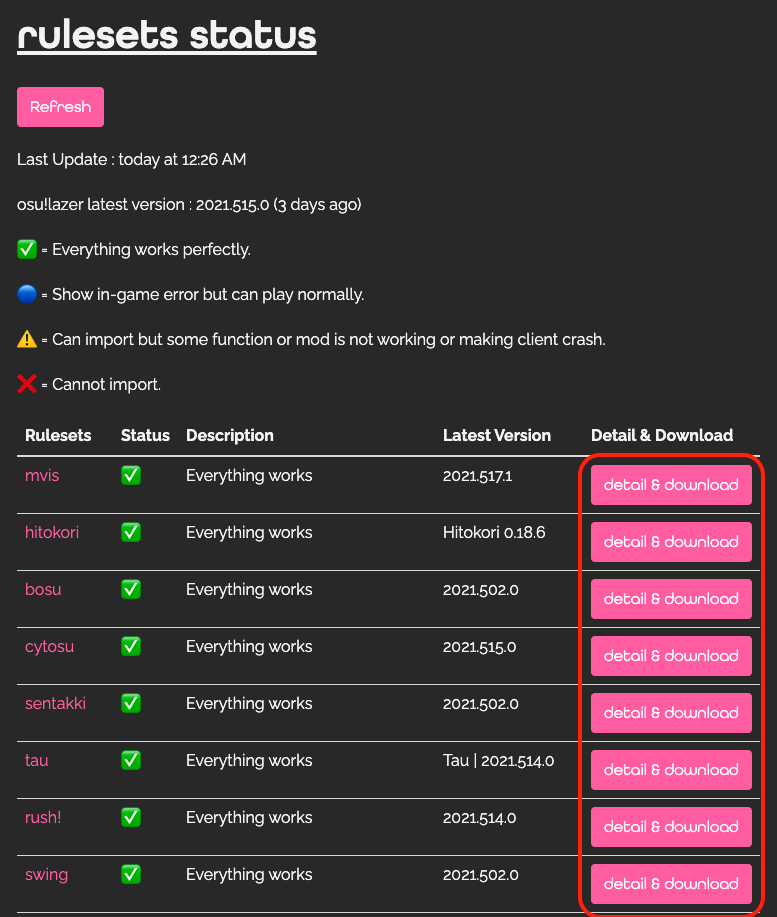 rulesets status
Refresh
Last Update : today at 12:26 AM
osu!lazer latest version : 2021.515.0 (3 days ago)
✅ = Everything works perfectly.
🔵 = Show in-game error but can play normally.
⚠️ = Can import but some function or mod is not working or making client crash.
❌ = Cannot import.
Rulesets Status Description Latest Version Detail & Download
mvis ✅ Everything works 2021.517.1 detail & download
hitokori ✅ Everything works Hitokori 0.18.6 detail & download
bosu ✅ Everything works 2021.502.0 detail & download
cytosu ✅ Everything works 2021.515.0 detail & download
sentakki ✅ Everything works 2021.502.0 detail & download
tau ✅ Everything works Tau | 2021.514.0 detail & download
rush! ✅ Everything works 2021.514.0 detail & download
swing ✅ Everything works 2021.502.0 detail & download